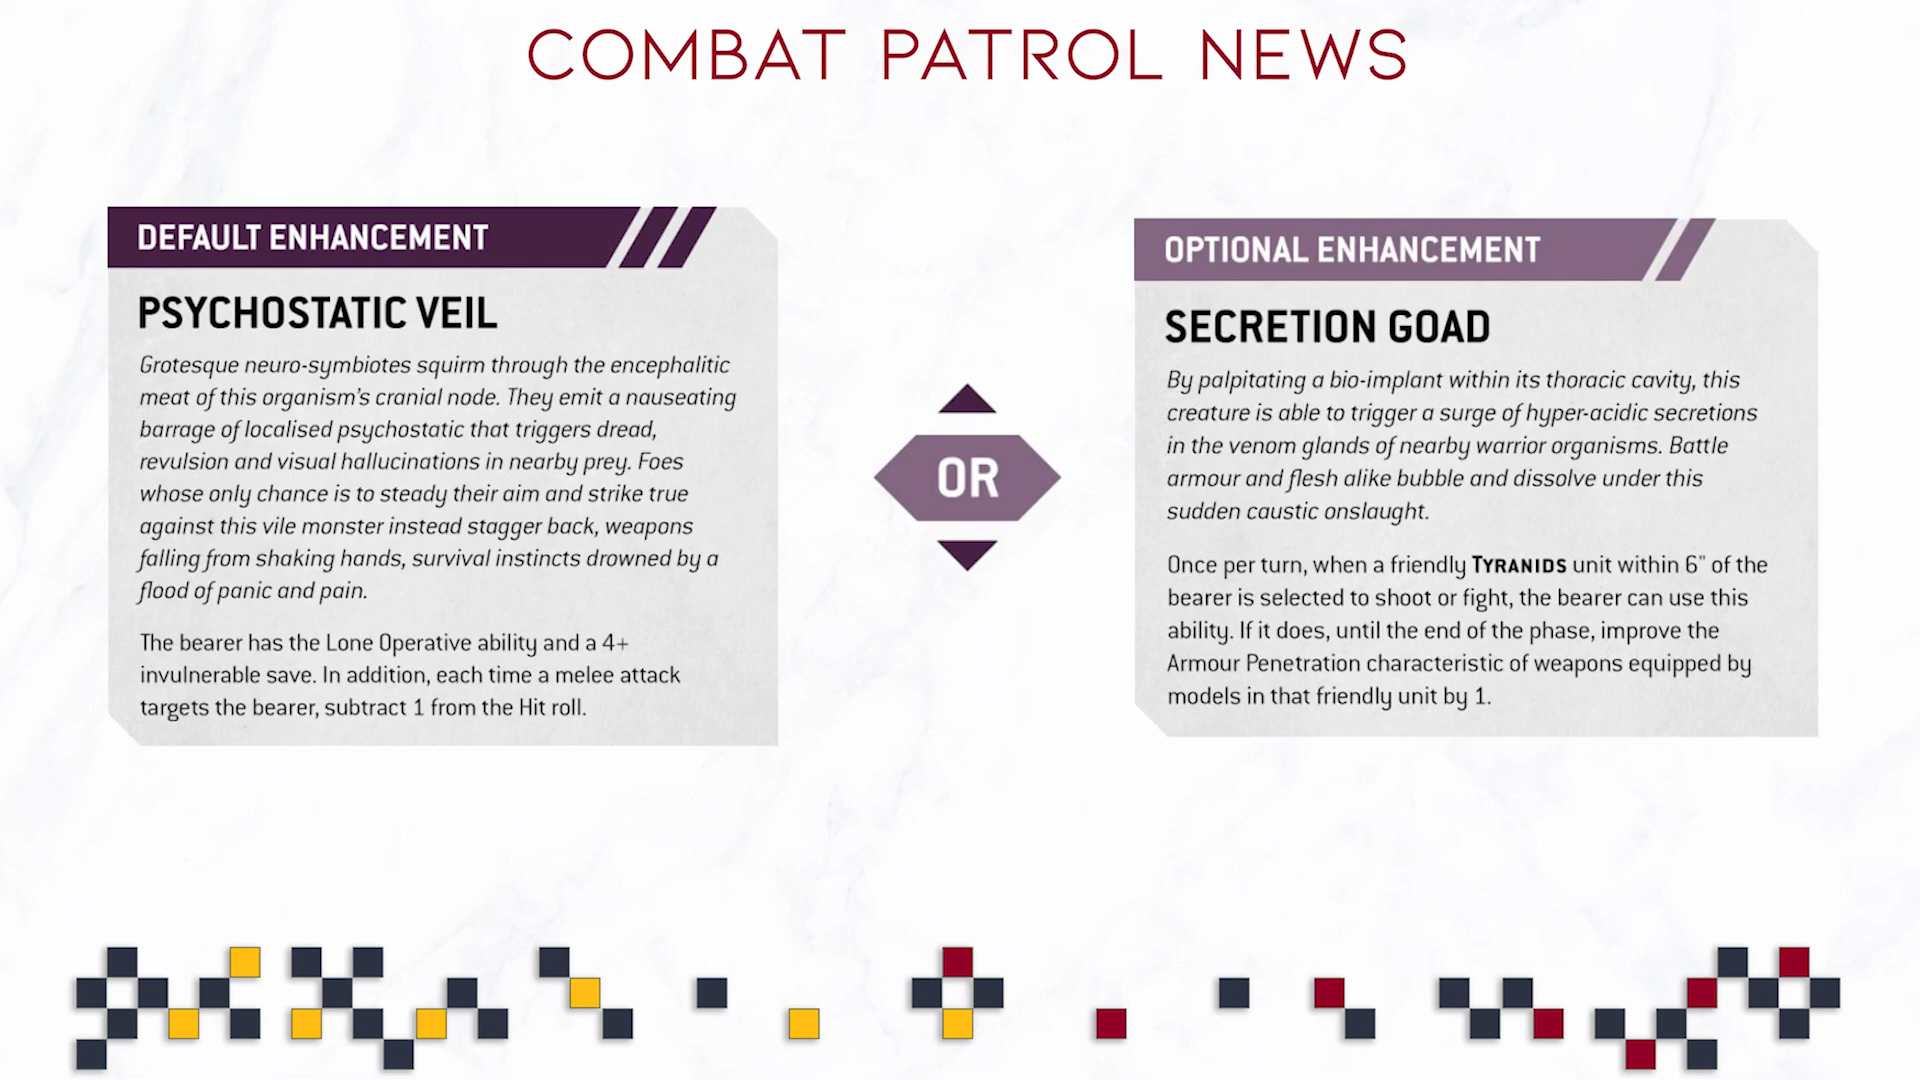 COMBAT PATROL NEWS
DEFAULT ENHANCEMENT
PSYCHOSTATIC VEIL
Grotesque neuro-symbiotes squirm through the encephalitic
meat of this organism's cranial node. They emit a nauseating
barrage of localised psychostatic that triggers dread,
revulsion and visual hallucinations in nearby prey. Foes
whose only chance is to steady their aim and strike true
against this vile monster instead stagger back, weapons
falling from shaking hands, survival instincts drowned by a
flood of panic and pain.
The bearer has the Lone Operative ability and a 4+
invulnerable save. In addition, each time a melee attack
targets the bearer, subtract 1 from the Hit roll.
OR
OPTIONAL ENHANCEMENT
SECRETION GOAD
By palpitating a bio-implant within its thoracic cavity, this
creature is able to trigger a surge of hyper-acidic secretions
in the venom glands of nearby warrior organisms. Battle
armour and flesh alike bubble and dissolve under this
sudden caustic onslaught.
Once per turn, when a friendly TYRANIDS unit within 6" of the
bearer is selected to shoot or fight, the bearer can use this
ability. If it does, until the end of the phase, improve the
Armour Penetration characteristic of weapons equipped by
models in that friendly unit by 1.